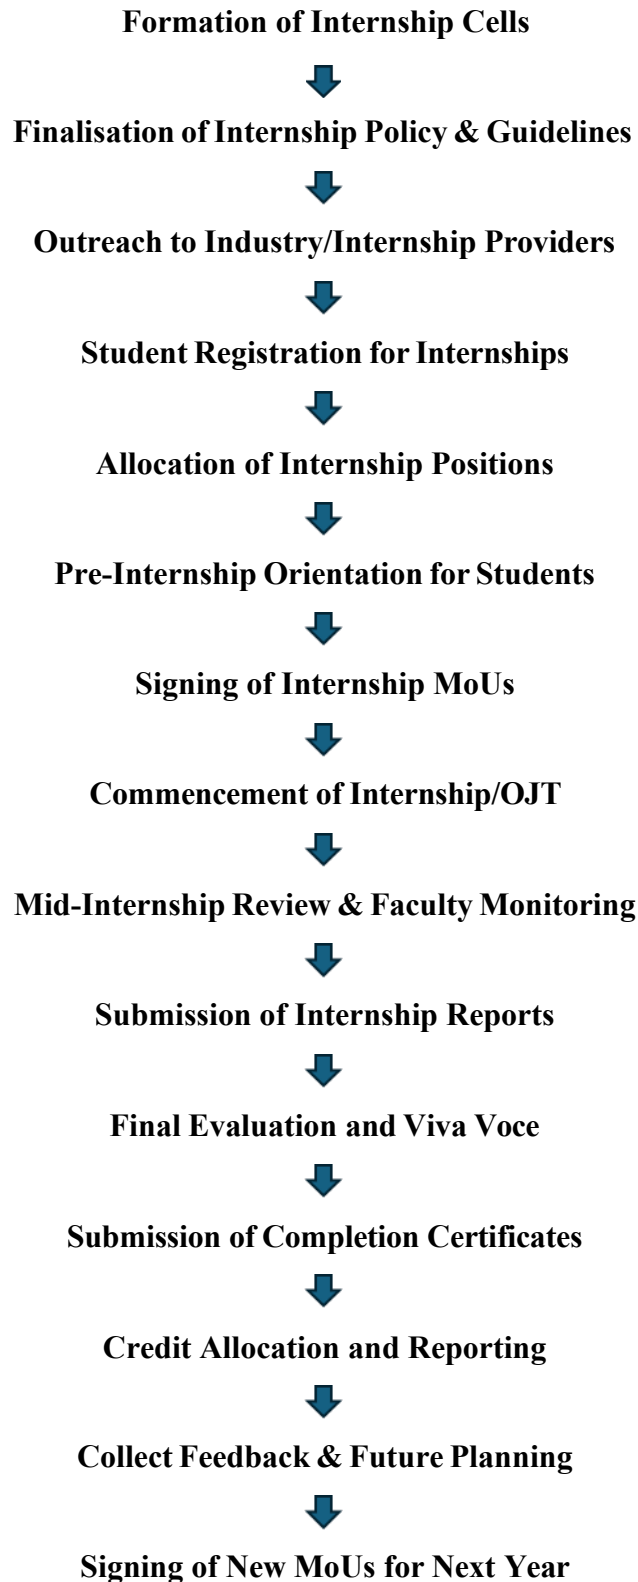 Formation of Internship Cells
Finalisation of Internship Policy & Guidelines
Outreach to Industry/Internship Providers
Student Registration for Internships
Allocation of Internship Positions
Pre-Internship Orientation for Students
Signing of Internship MoUs
Commencement of Internship/OJT
Mid-Internship Review & Faculty Monitoring
Submission of Internship Reports
Final Evaluation and Viva Voce
Submission of Completion Certificates
Credit Allocation and Reporting
Collect Feedback & Future Planning
Signing of New MoUs for Next Year